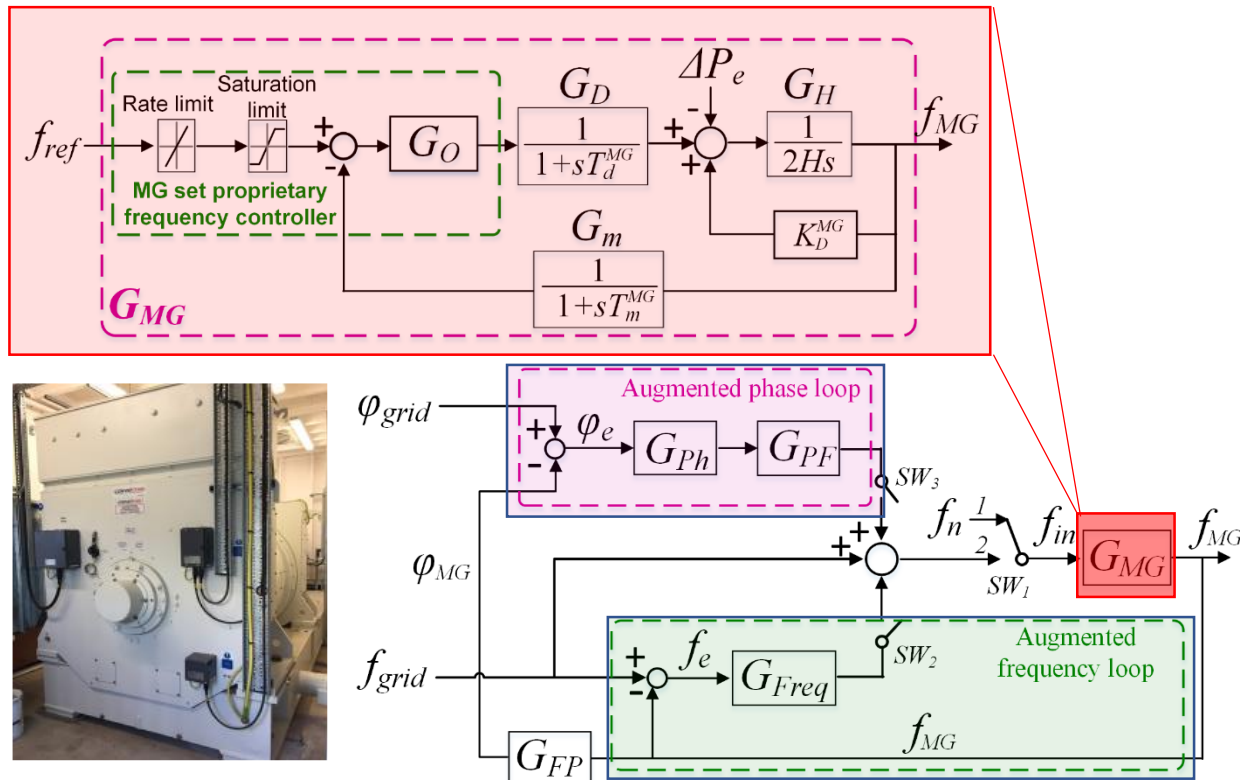 ΔP_e
G_D
G_H
Rate limit
Saturation
limit
f_ref
G_O
1
1+sT_d^MG
1
2Hs
f_MG
+
-
-
+
+
MG set proprietary
frequency controller
K_D^MG
G_m
1
1+sT_m^MG
G_MG
Augmented phase loop
φ_grid
φ_e
+
-
G_Ph
G_PF
SW_3
φ_MG
f_n
1
2
f_in
SW_1
G_MG
f_MG
+
+
+
f_grid
+
-
f_e
G_Freq
SW_2
Augmented
frequency loop
G_FP
f_MG